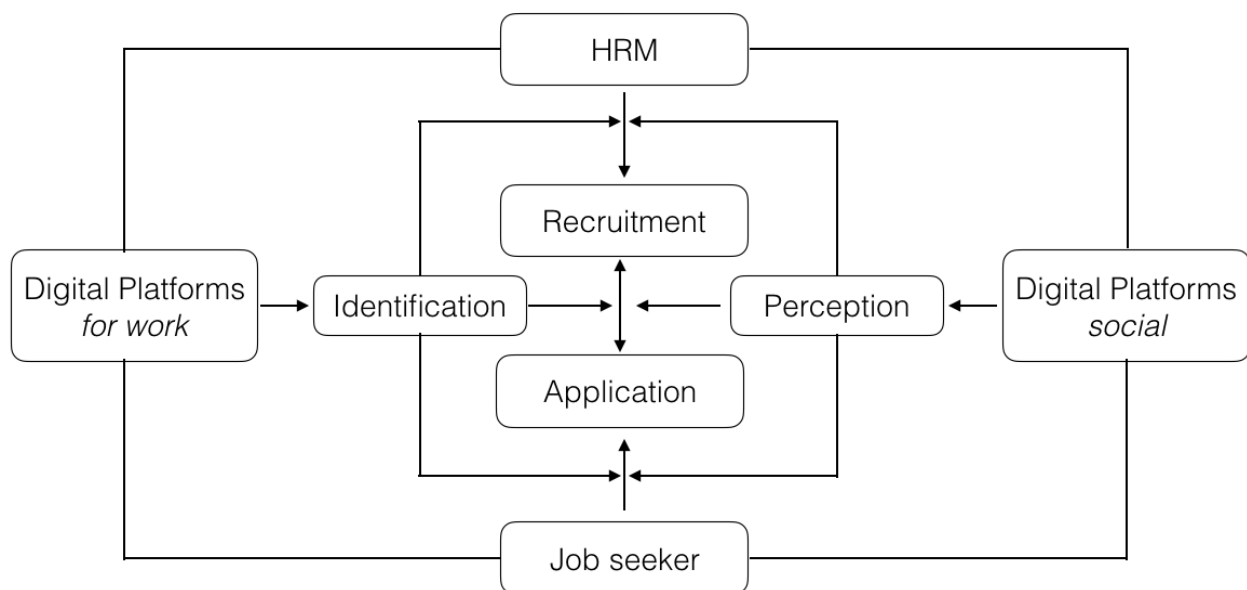 HRM
Recruitment
Digital Platforms
for work
Identification
Perception
Digital Platforms
social
Application
Job seeker